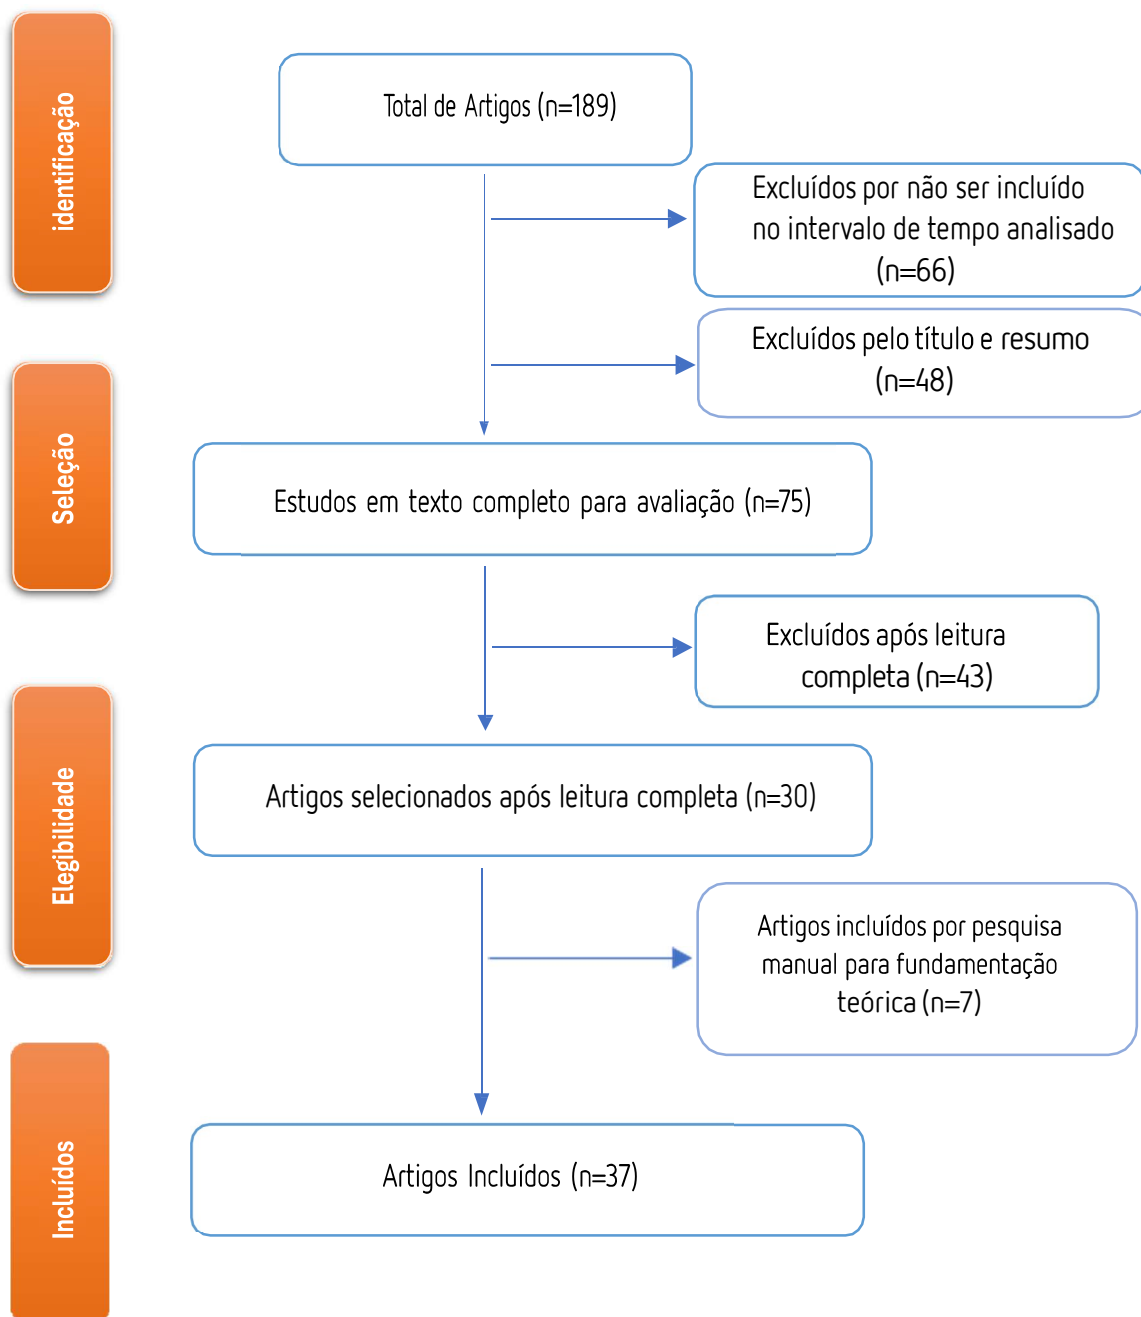 identificação
Total de Artigos (n=189)
Excluídos por não ser incluído
no intervalo de tempo analisado
(n=66)
Excluídos pelo título e resumo
(n=48)
Seleção
Estudos em texto completo para avaliação (n=75)
Excluídos após leitura
completa (n=43)
Elegibilidade
Artigos selecionados após leitura completa (n=30)
Artigos incluídos por pesquisa
manual para fundamentação
teórica (n=7)
Incluídos
Artigos Incluídos (n=37)